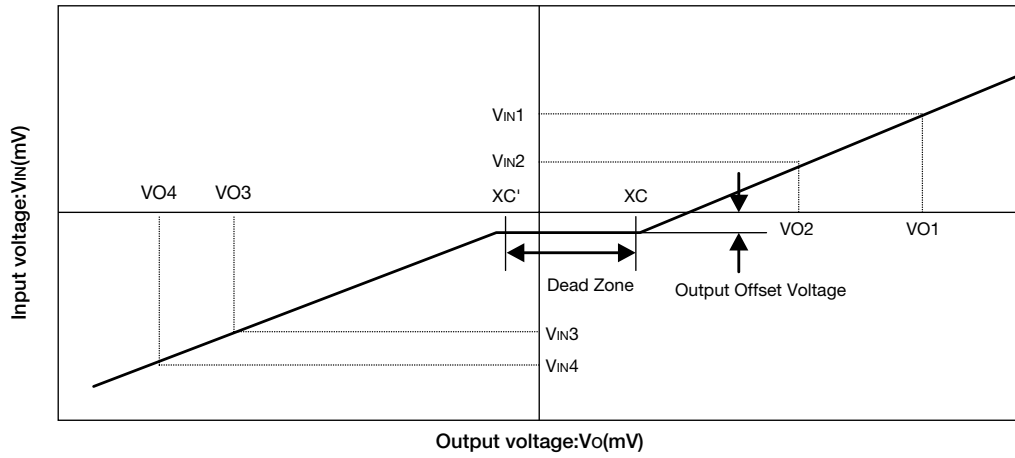 VIN1
VIN2
VO4
VO3
XC'
XC
VO2
VO1
Dead Zone
Output Offset Voltage
VIN3
VIN4
Input voltage:VIN(mV)
Output voltage:VO(mV)